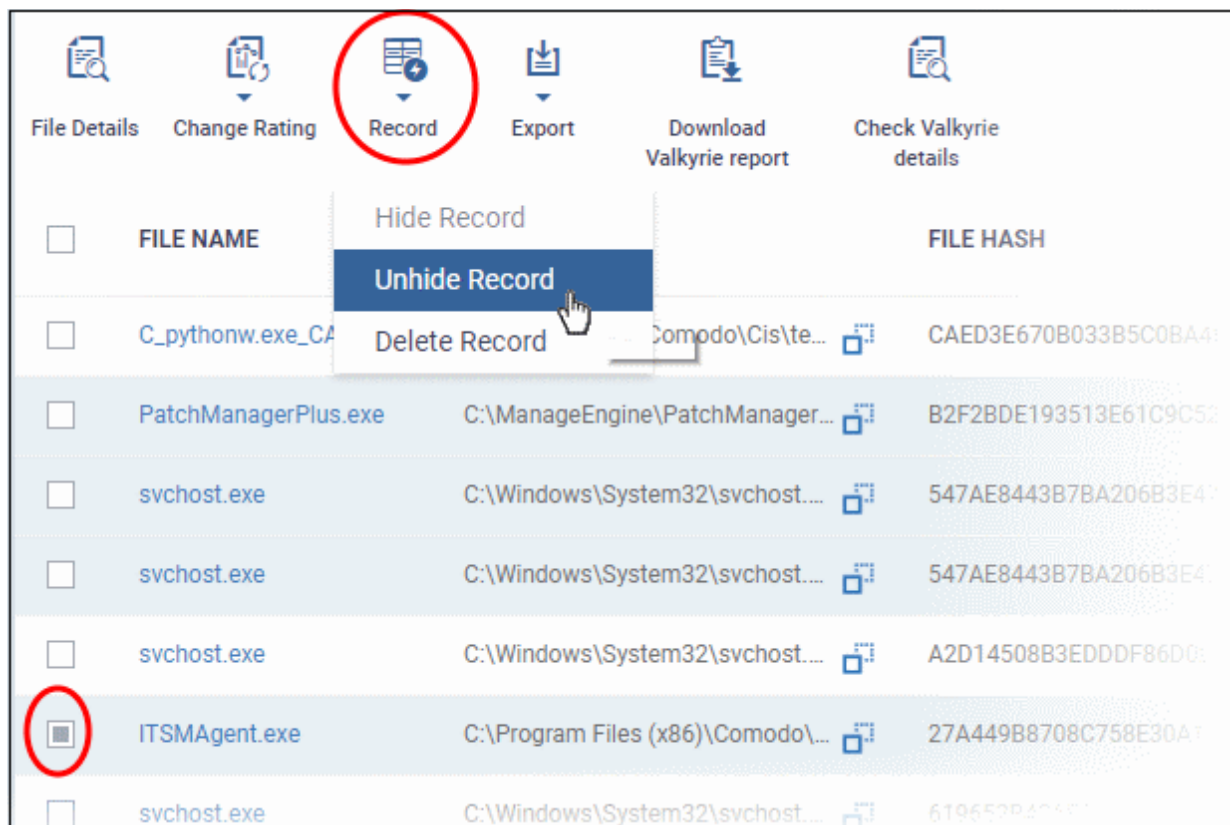 File Details Change Rating Record Export Download Valkyrie report Check Valkyrie details
Hide Record
Unhide Record
Delete Record
FILE NAME FILE HASH
C_pythonw.exe_CA Comodo\Cis\te... CAED3E670B033B5C0BA4
PatchManagerPlus.exe C:\ManageEngine\PatchManager... B2F2BDE193513E61C9C52
svchost.exe C:\Windows\System32\svchost.... 547AE8443B7BA206B3E47
svchost.exe C:\Windows\System32\svchost.... 547AE8443B7BA206B3E4
svchost.exe C:\Windows\System32\svchost.... A2D14508B3EDDDF86D0
ITSMAgent.exe C:\Program Files (x86)\Comodo\... 27A449B8708C758E30A
svchost.exe C:\Windows\System32\svchost....